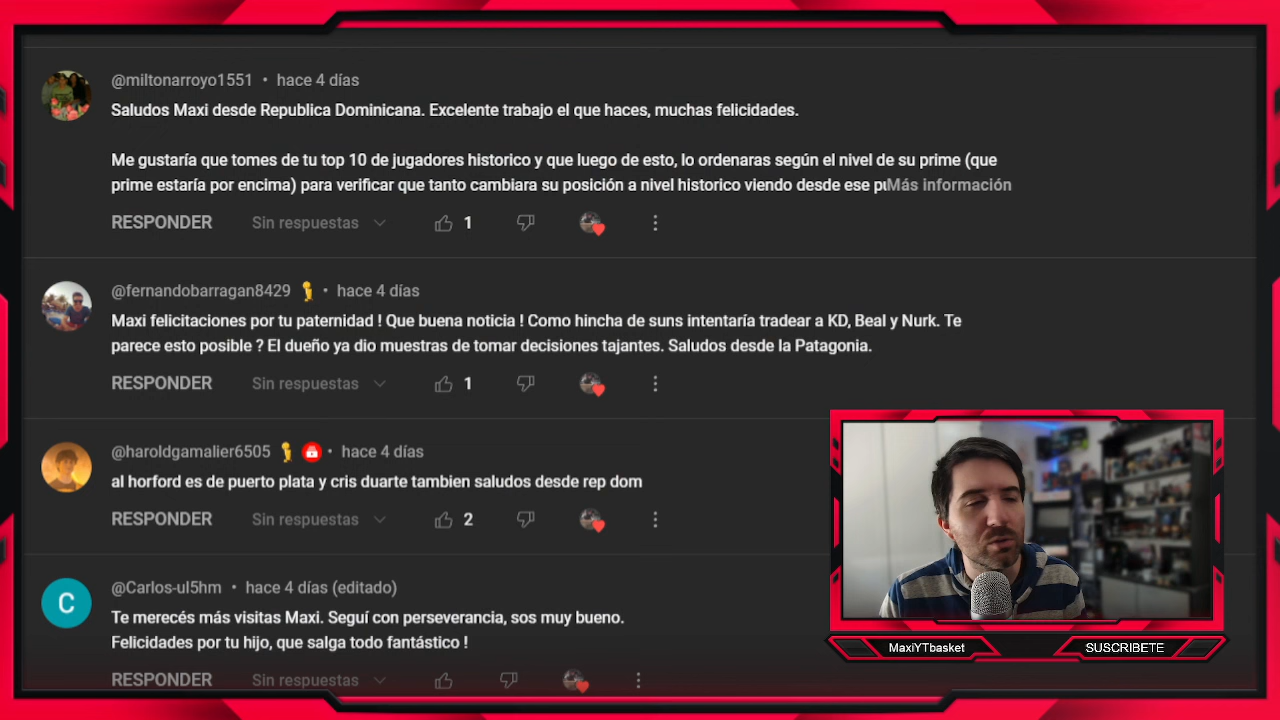 @miltonarroyo1551 • hace 4 días
Saludos Maxi desde Republica Dominicana. Excelente trabajo el que haces, muchas felicidades.
Me gustaría que tomes de tu top 10 de jugadores historico y que luego de esto, lo ordenaras según el nivel de su prime (que
prime estaría por encima) para verificar que tanto cambiara su posición a nivel historico viendo desde ese Más información
RESPONDER Sin respuestas 1
@fernandobarragan8429 • hace 4 días
Maxi felicitaciones por tu paternidad ! Que buena noticia ! Como hincha de suns intentaría tradear a KD, Beal y Nurk. Te
parece esto posible ? El dueño ya dio muestras de tomar decisiones tajantes. Saludos desde la Patagonia.
RESPONDER Sin respuestas 1
@haroldgamalier6505 • hace 4 días
al horford es de puerto plata y cris duarte tambien saludos desde rep dom
RESPONDER Sin respuestas 2
@Carlos-ul5hm • hace 4 días (editado)
C
Te merecés más visitas Maxi. Seguí con perseverancia, sos muy bueno.
Felicidades por tu hijo, que salga todo fantástico !
RESPONDER Sin respuestas
MaxiYTbasket
SUSCRIBETE